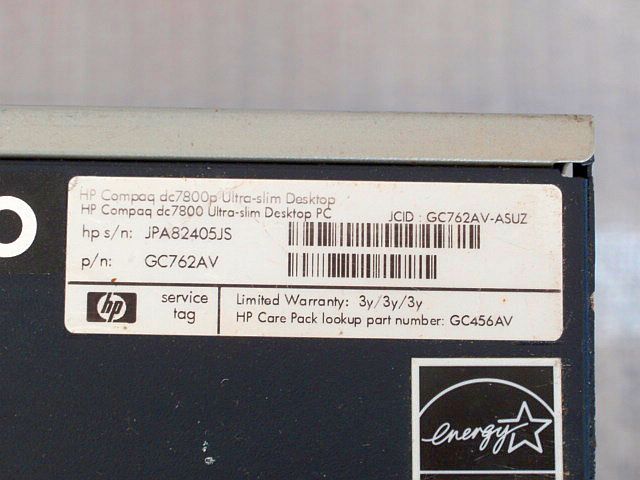 HP Compaq dc7800p Ultra-slim Desktop
HP Compaq dc7800 Ultra-slim Desktop PC
JCID : GC762AV-ASUZ
hp s/n: JPA82405JS
p/n: GC762AV
hp
service
tag
Limited Warranty: 3y/3y/3y
HP Care Pack lookup part number: GC456AV
energy